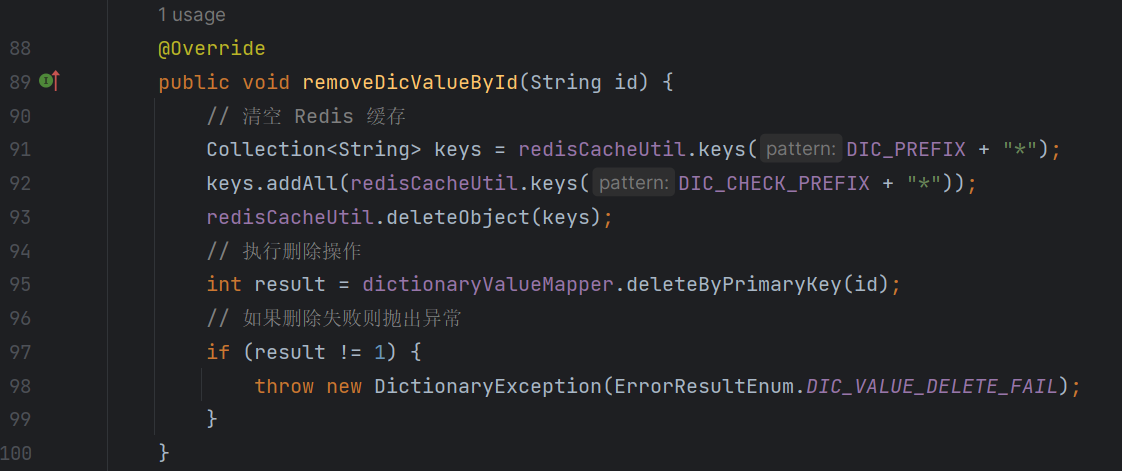 1 usage
88 @Override
89 public void removeDicValueById(String id) {
90 // 清空 Redis 缓存
91 Collection<String> keys = redisCacheUtil.keys( pattern: DIC_PREFIX + "*");
92 keys.addAll(redisCacheUtil.keys( pattern: DIC_CHECK_PREFIX + "*"));
93 redisCacheUtil.deleteObject(keys);
94 // 执行删除操作
95 int result = dictionaryValueMapper.deleteByPrimaryKey(id);
96 // 如果删除失败则抛出异常
97 if (result != 1) {
98 throw new DictionaryException(ErrorResultEnum.DIC_VALUE_DELETE_FAIL);
99 }
100 }